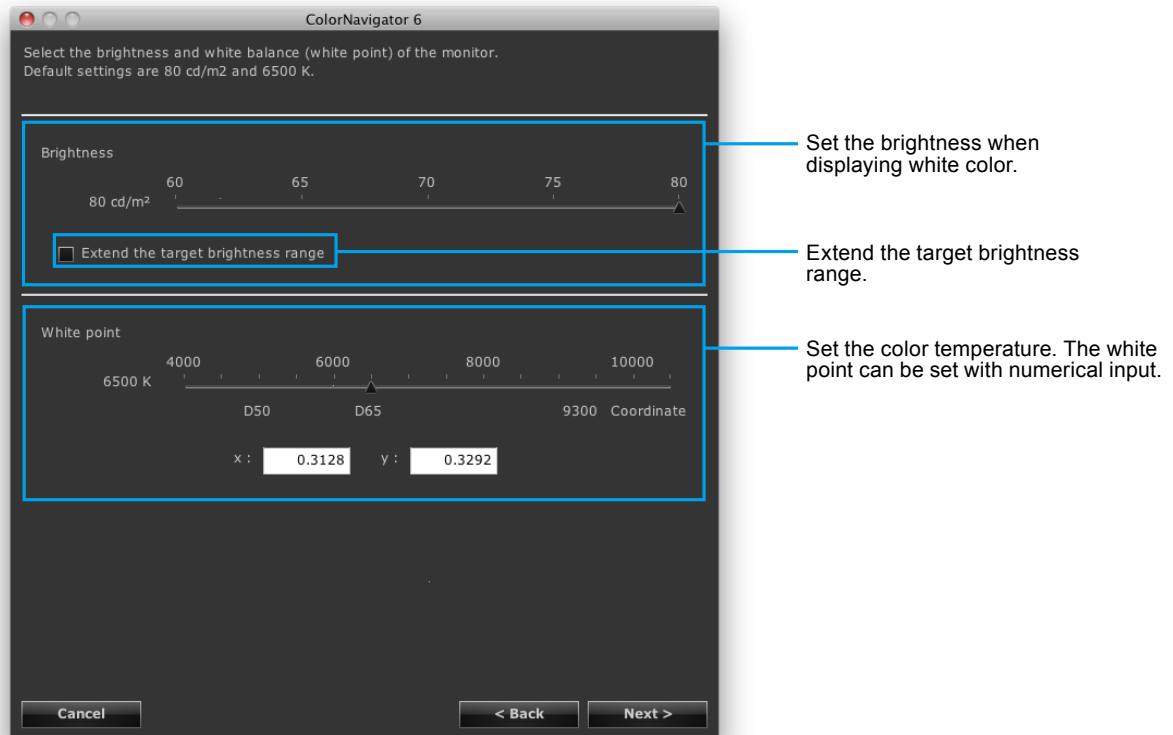 ColorNavigator 6
Select the brightness and white balance (white point) of the monitor.
Default settings are 80 cd/m2 and 6500 K.
Brightness
60 65 70 75 80
80 cd/m²
Extend the target brightness range
White point
4000 6000 8000 10000
6500 K
D50 D65 9300 Coordinate
x : 0.3128 y : 0.3292
Cancel < Back Next >
Set the brightness when
displaying white color.
Extend the target brightness
range.
Set the color temperature. The white
point can be set with numerical input.